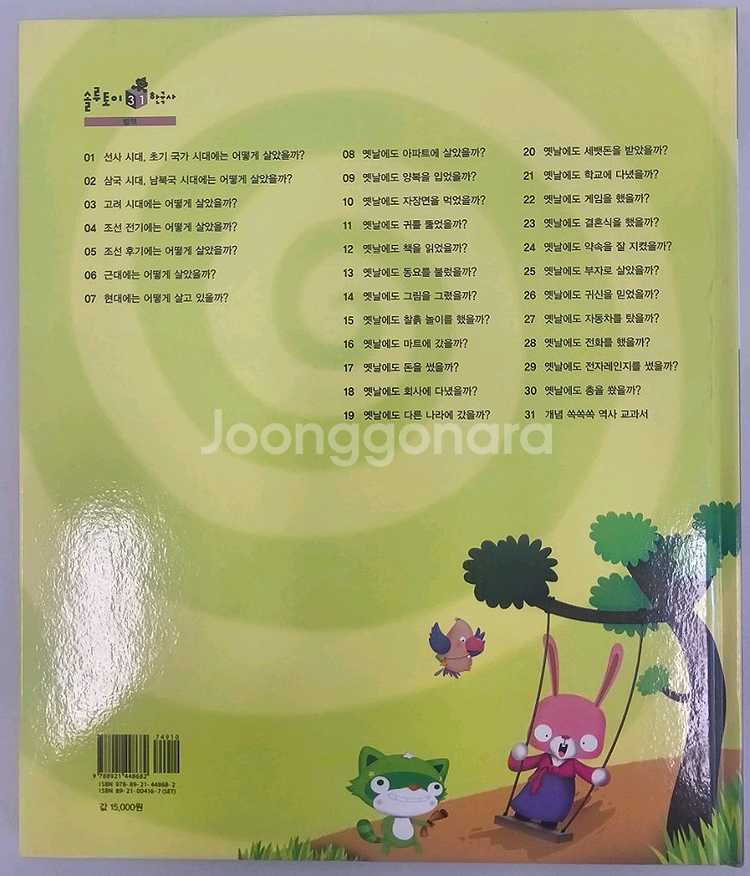 솔루토이 31 한국사
법적
01 선사 시대, 초기 국가 시대에는 어떻게 살았을까?
02 삼국 시대, 남북국 시대에는 어떻게 살았을까?
03 고려 시대에는 어떻게 살았을까?
04 조선 전기에는 어떻게 살았을까?
05 조선 후기에는 어떻게 살았을까?
06 근대에는 어떻게 살았을까?
07 현대에는 어떻게 살고 있을까?
08 옛날에도 아파트에 살았을까?
09 옛날에도 양복을 입었을까?
10 옛날에도 자장면을 먹었을까?
11 옛날에도 귀를 뚫었을까?
12 옛날에도 책을 읽었을까?
13 옛날에도 동요를 불렀을까?
14 옛날에도 그림을 그렸을까?
15 옛날에도 찰흙 놀이를 했을까?
16 옛날에도 마트에 갔을까?
17 옛날에도 돈을 썼을까?
18 옛날에도 회사에 다녔을까?
19 옛날에도 다른 나라에 갔을까?
20 옛날에도 세뱃돈을 받았을까?
21 옛날에도 학교에 다녔을까?
22 옛날에도 게임을 했을까?
23 옛날에도 결혼식을 했을까?
24 옛날에도 약속을 잘 지켰을까?
25 옛날에도 부자로 살았을까?
26 옛날에도 귀신을 믿었을까?
27 옛날에도 자동차를 탔을까?
28 옛날에도 전화를 했을까?
29 옛날에도 전자레인지를 썼을까?
30 옛날에도 총을 쐈을까?
31 개념 쏙쏙쏙 역사 교과서
Joonggonara
74910
9 788921 448682
ISBN 978-89-21-44868-2
ISBN 89-21-00416-7(SET)
값 15,000원